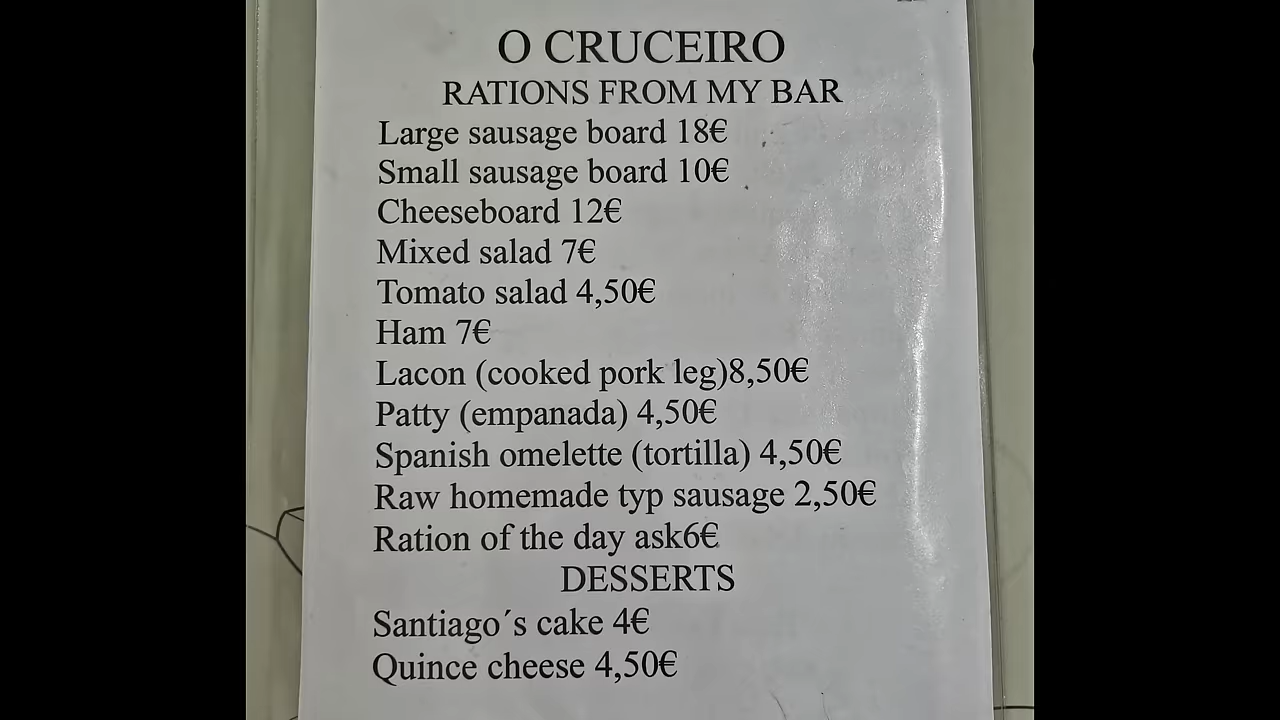 O CRUCEIRO
RATIONS FROM MY BAR
Large sausage board 18€
Small sausage board 10€
Cheeseboard 12€
Mixed salad 7€
Tomato salad 4,50€
Ham 7€
Lacon (cooked pork leg)8,50€
Patty (empanada) 4,50€
Spanish omelette (tortilla) 4,50€
Raw homemade typ sausage 2,50€
Ration of the day ask6€
DESSERTS
Santiago´s cake 4€
Quince cheese 4,50€